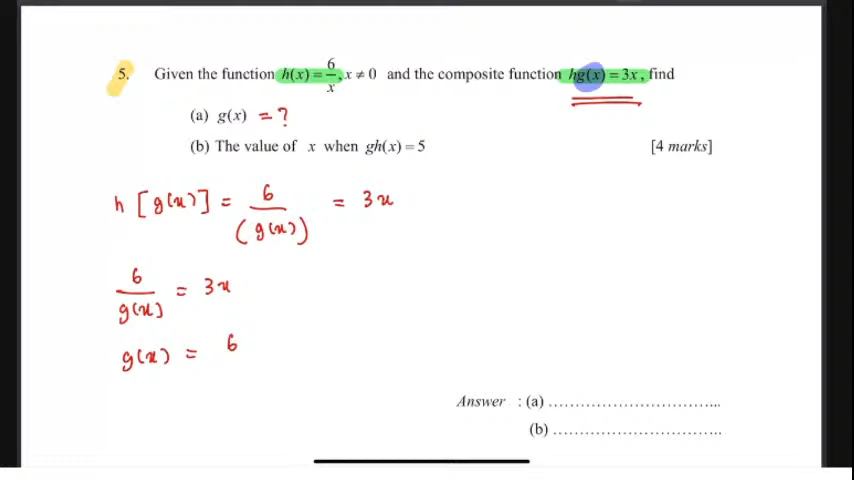 5. Given the function h(x) = 6/x, x ≠ 0 and the composite function hg(x) = 3x, find
(a) g(x) = ?
(b) The value of x when gh(x) = 5 [4 marks]
h [g(x)] = 6/(g(x)) = 3x
6/g(x) = 3x
g(x) = 6
Answer : (a) ..................................
(b) ..................................